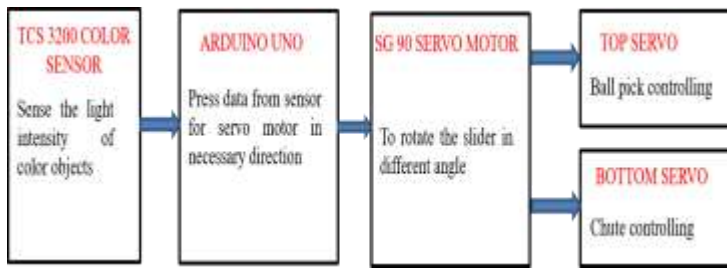 TCS 3200 COLOR
SENSOR
Sense the light
intensity of
color objects
ARDUINO UNO
Press data from sensor
for servo motor in
necessary direction
SG 90 SERVO MOTOR
To rotate the slider in
different angle
TOP SERVO
Ball pick controlling
BOTTOM SERVO
Chute controlling